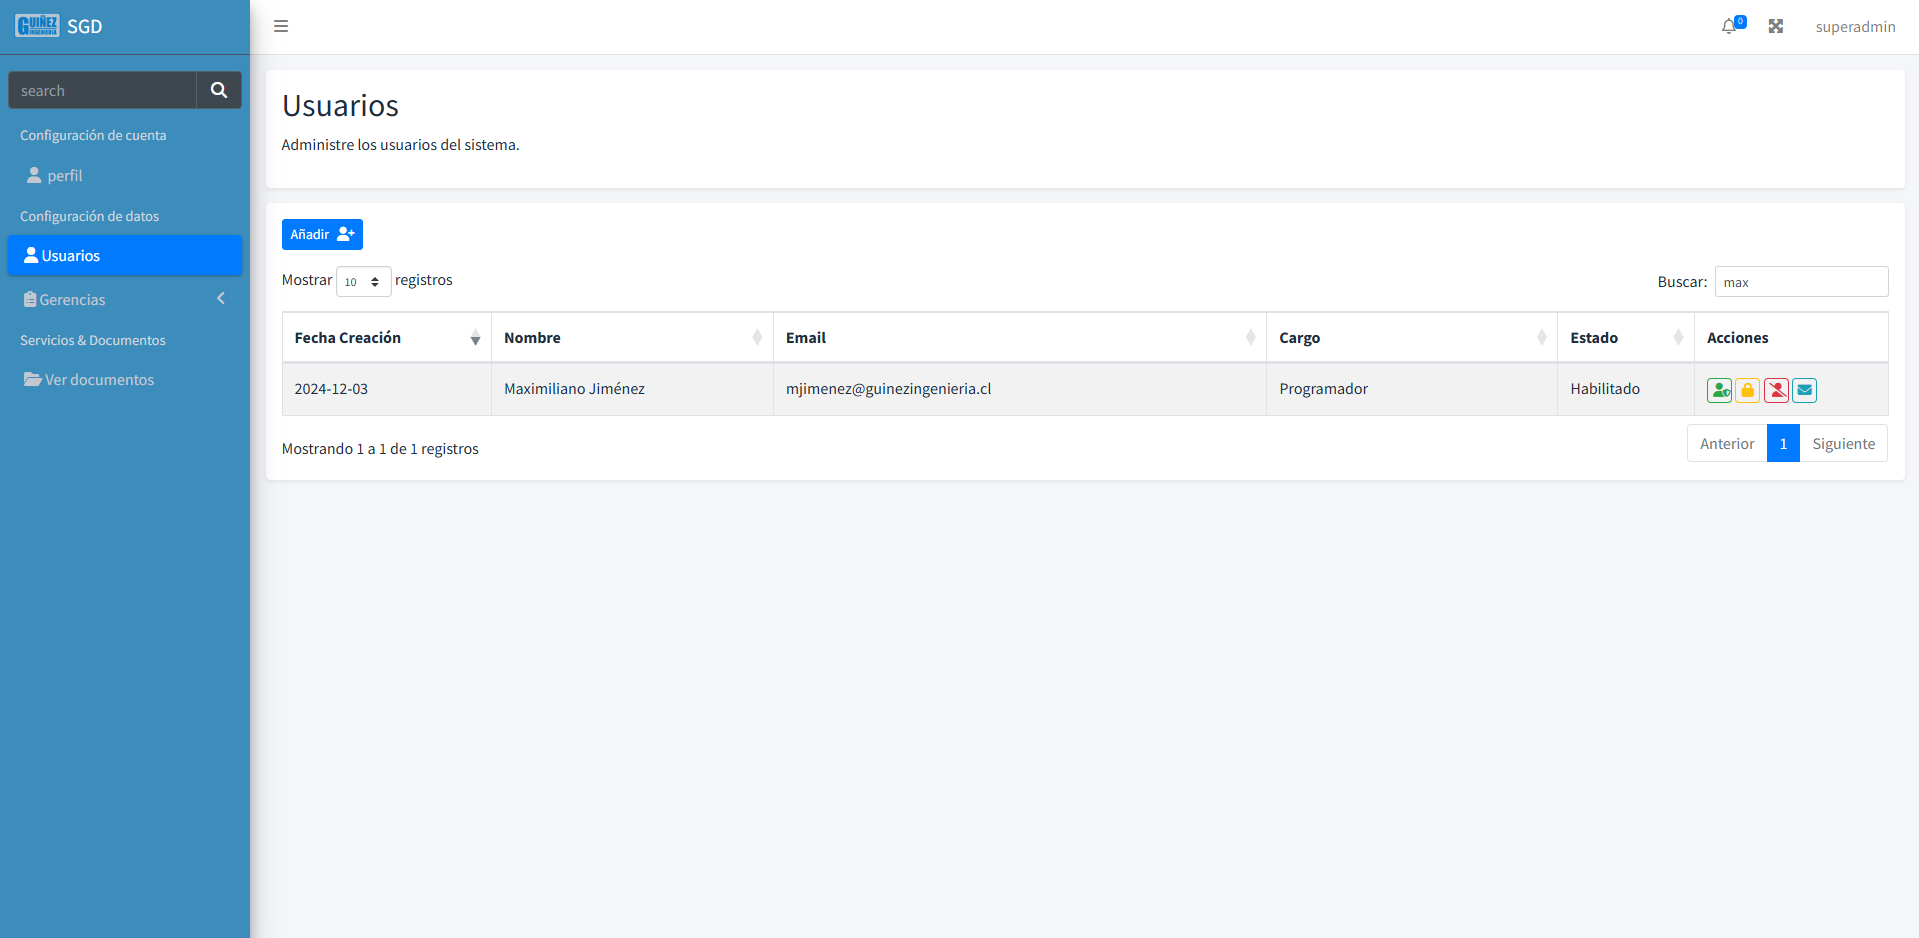 GUIÑEZ INGENIERIA SGD
0
superadmin
search
Configuración de cuenta
perfil
Configuración de datos
Usuarios
Gerencias
Servicios & Documentos
Ver documentos
Usuarios
Administre los usuarios del sistema.
Añadir
Mostrar 10 registros
Buscar: max
Fecha Creación Nombre Email Cargo Estado Acciones
2024-12-03 Maximiliano Jiménez mjimenez@guinezingenieria.cl Programador Habilitado
Mostrando 1 a 1 de 1 registros
Anterior 1 Siguiente